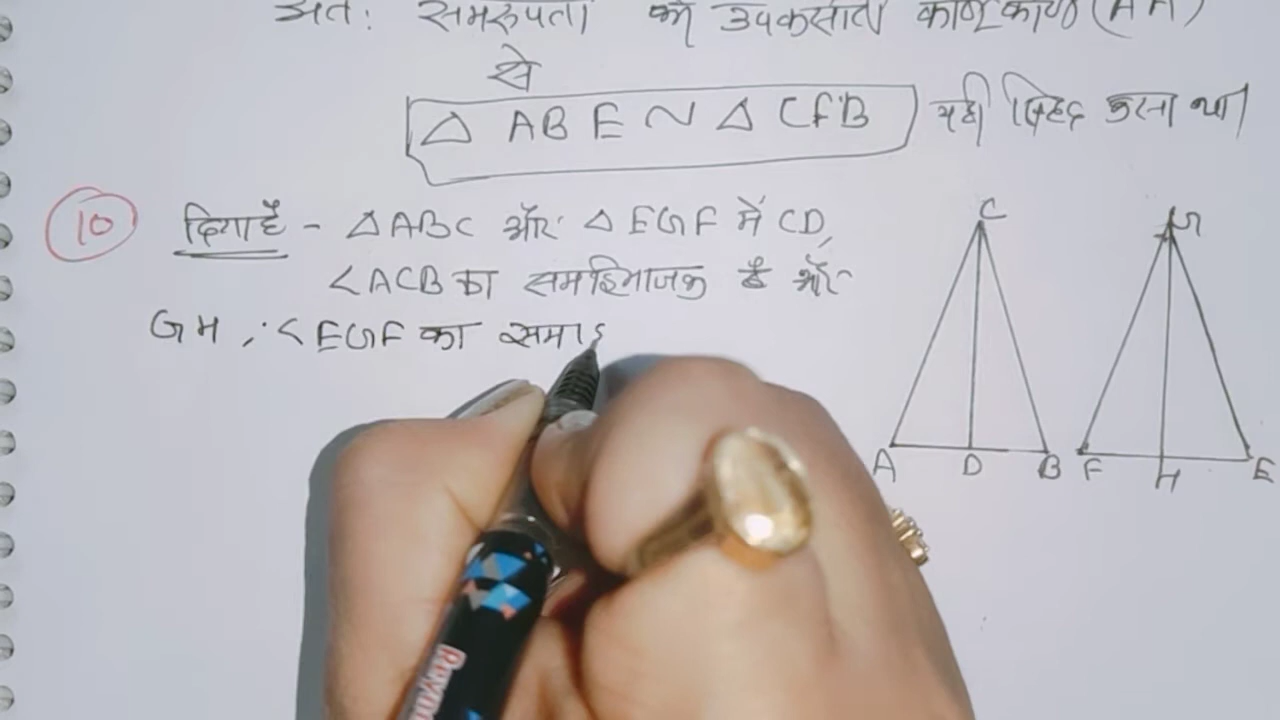 अतः समरूपता की उपकसौटी कोण कोण (AA)
से
△ ABE ~ △ CFB यही सिद्ध करना था।
10 दिया है - △ABC और △EGF में CD,
<ACB का समद्विभाजक है और
GH, <EGF का सम
C
G
A D B F H E